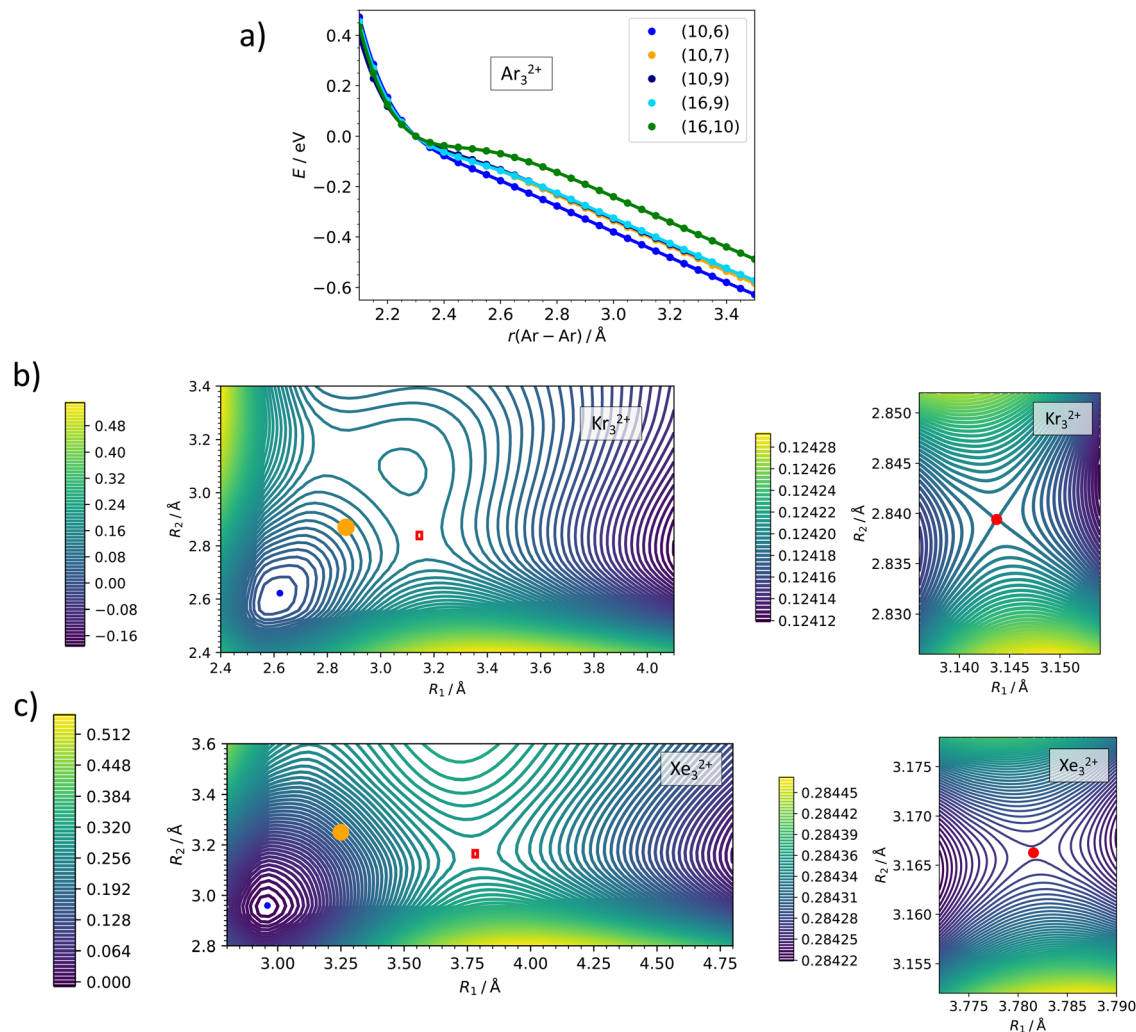 a)
0.4
0.2
0.0
−0.2
−0.4
−0.6
E / eV
Ar₃²⁺
(10,6)
(10,7)
(10,9)
(16,9)
(16,10)
2.2 2.4 2.6 2.8 3.0 3.2 3.4
r(Ar − Ar) / Å
b)
0.48
0.40
0.32
0.24
0.16
0.08
0.00
−0.08
−0.16
3.4
3.2
3.0
2.8
2.6
2.4
R₂ / Å
Kr₃²⁺
2.4 2.6 2.8 3.0 3.2 3.4 3.6 3.8 4.0
R₁ / Å
0.12428
0.12426
0.12424
0.12422
0.12420
0.12418
0.12416
0.12414
0.12412
2.850
2.845
2.840
2.835
2.830
R₂ / Å
Kr₃²⁺
3.140 3.145 3.150
R₁ / Å
c)
0.512
0.448
0.384
0.320
0.256
0.192
0.128
0.064
0.000
3.6
3.4
3.2
3.0
2.8
R₂ / Å
Xe₃²⁺
3.00 3.25 3.50 3.75 4.00 4.25 4.50 4.75
R₁ / Å
0.28445
0.28442
0.28439
0.28436
0.28434
0.28431
0.28428
0.28425
0.28422
3.175
3.170
3.165
3.160
3.155
R₂ / Å
Xe₃²⁺
3.775 3.780 3.785 3.790
R₁ / Å